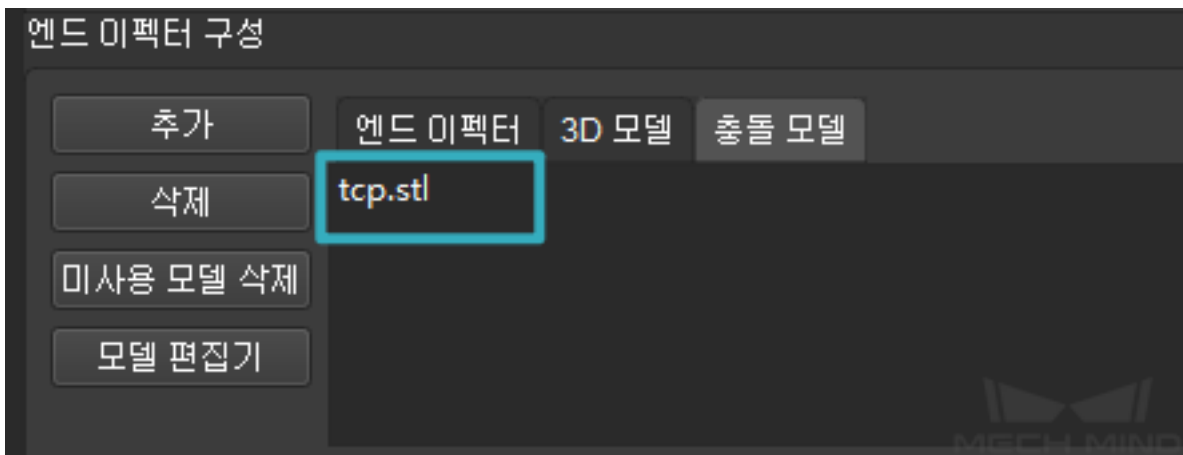 엔드 이펙터 구성
추가
엔드 이펙터 3D 모델 충돌 모델
삭제
tcp.stl
미사용 모델 삭제
모델 편집기
MECH MIND